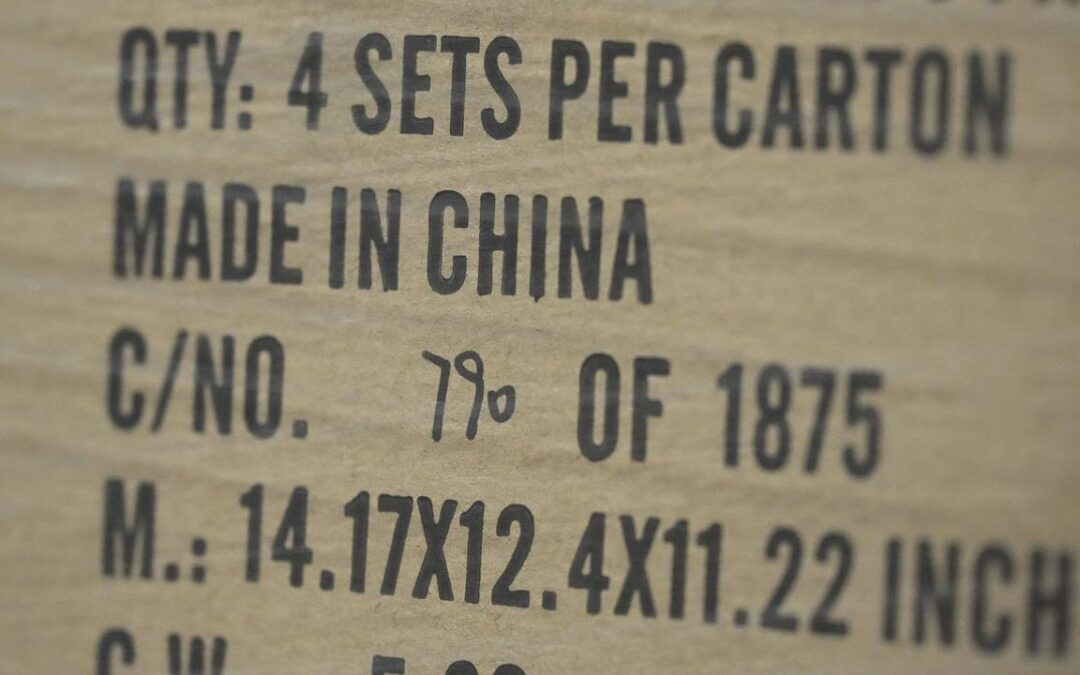 QTY: 4 SETS PER CARTON
MADE IN CHINA
C/NO. 790 OF 1875
M.: 14.17X12.4X11.22 INCH